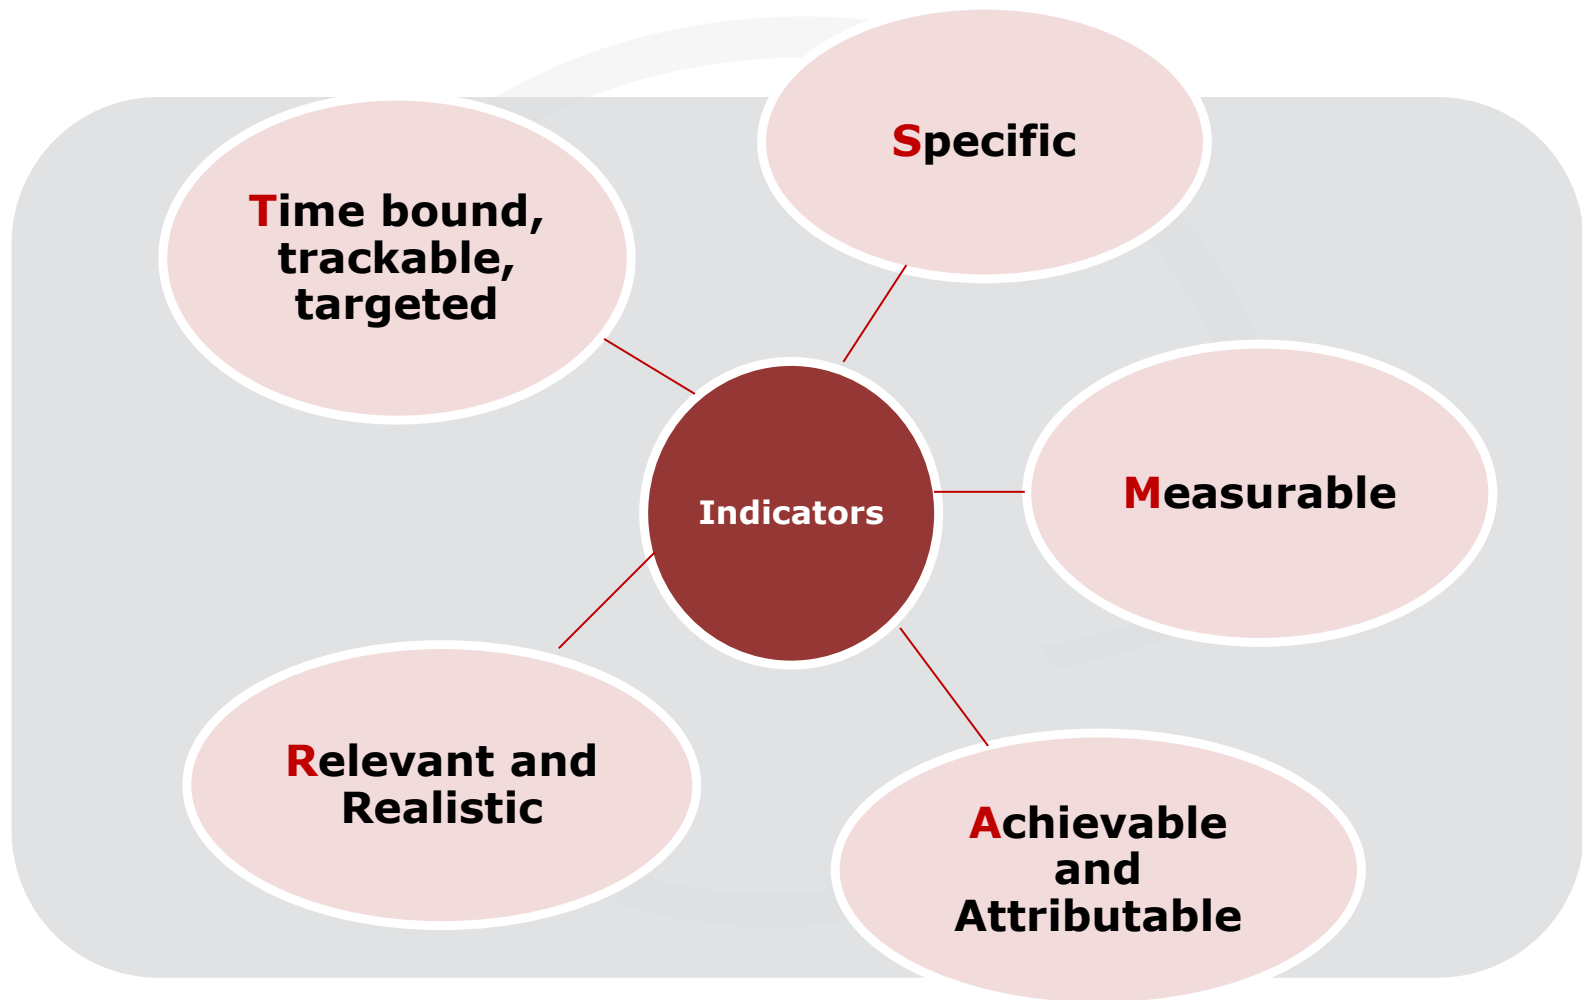 Specific
Time bound,
trackable,
targeted
Measurable
Indicators
Relevant and
Realistic
Achievable
and
Attributable